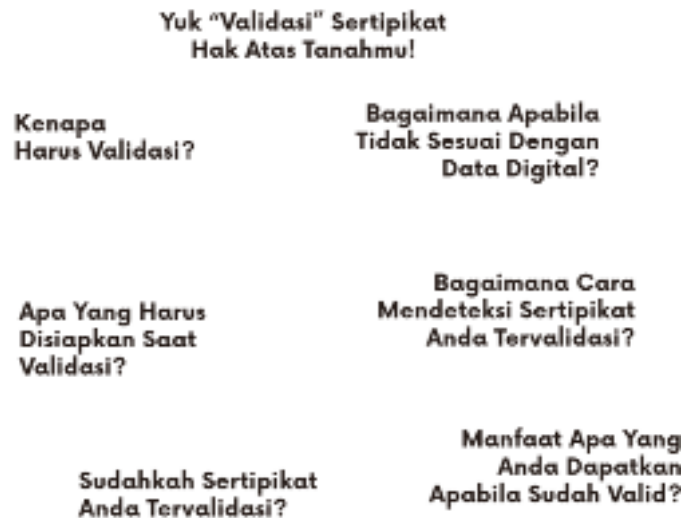 Yuk “Validasi” Sertipikat
Hak Atas Tanahmu!
Kenapa
Harus Validasi?
Bagaimana Apabila
Tidak Sesuai Dengan
Data Digital?
Apa Yang Harus
Disiapkan Saat
Validasi?
Bagaimana Cara
Mendeteksi Sertipikat
Anda Tervalidasi?
Sudahkah Sertipikat
Anda Tervalidasi?
Manfaat Apa Yang
Anda Dapatkan
Apabila Sudah Valid?